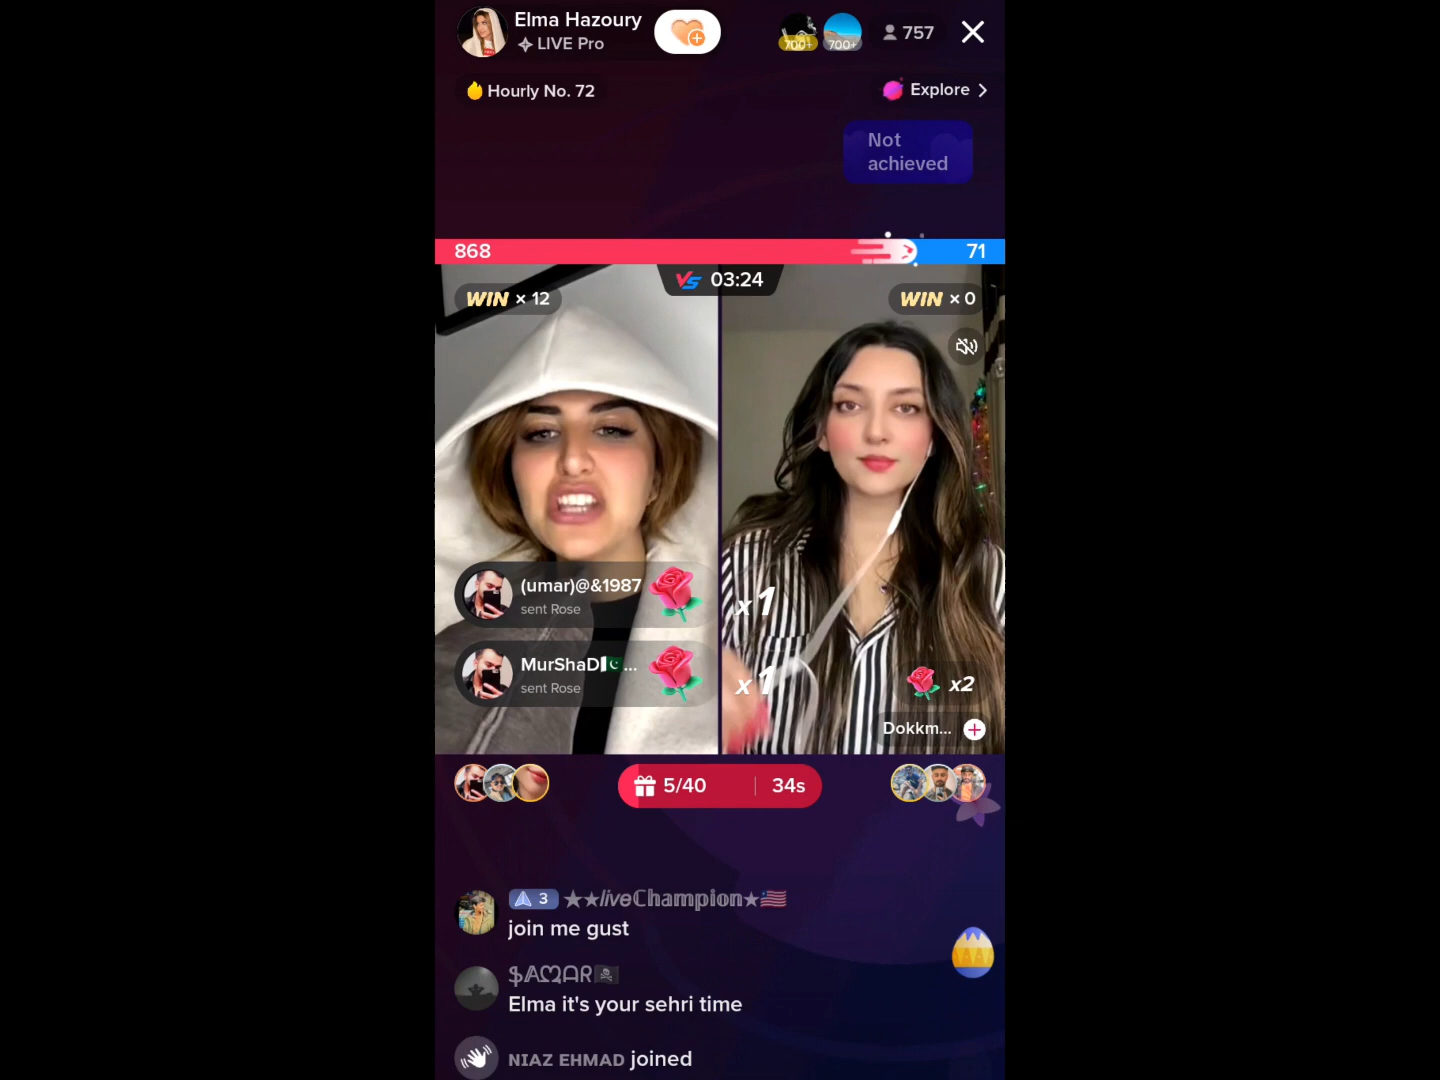 Elma Hazoury
LIVE Pro
700+
700+
757
Hourly No. 72
Explore
Not
achieved
868
71
VS 03:24
WIN × 12
WIN × 0
(umar)@&1987
sent Rose
x1
MurShaD🇵🇰...
sent Rose
x1
x2
Dokkm...
5/40
34s
3 ★★𝘭𝘪𝘷𝘦ℂ𝕙𝕒𝕞𝕡𝕚𝕠𝕟★🇺🇸
join me gust
Elma it's your sehri time
NIAZ EHMAD joined